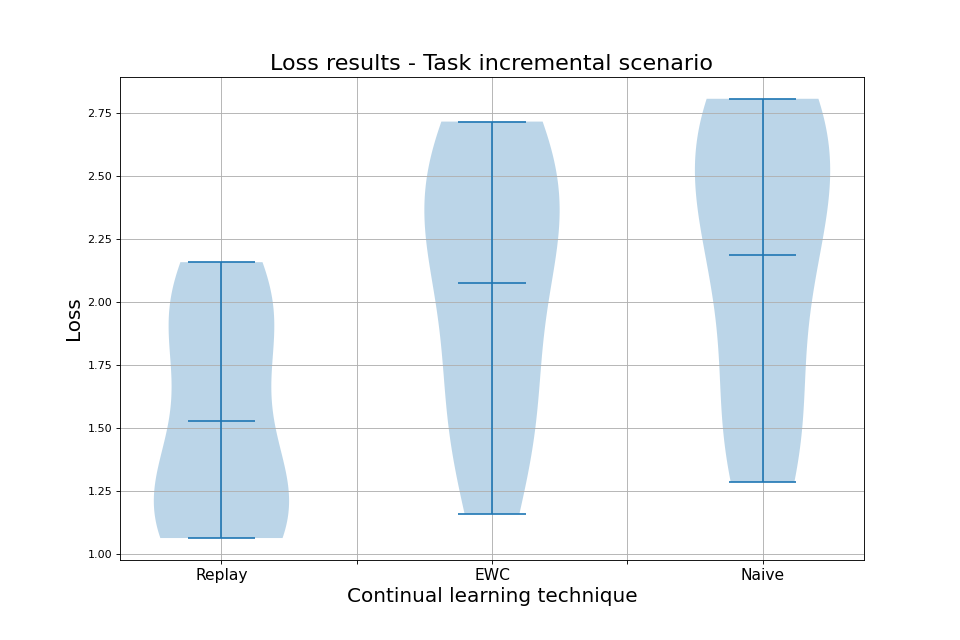 Loss results - Task incremental scenario
Loss
2.75
2.50
2.25
2.00
1.75
1.50
1.25
1.00
Replay EWC Naive
Continual learning technique